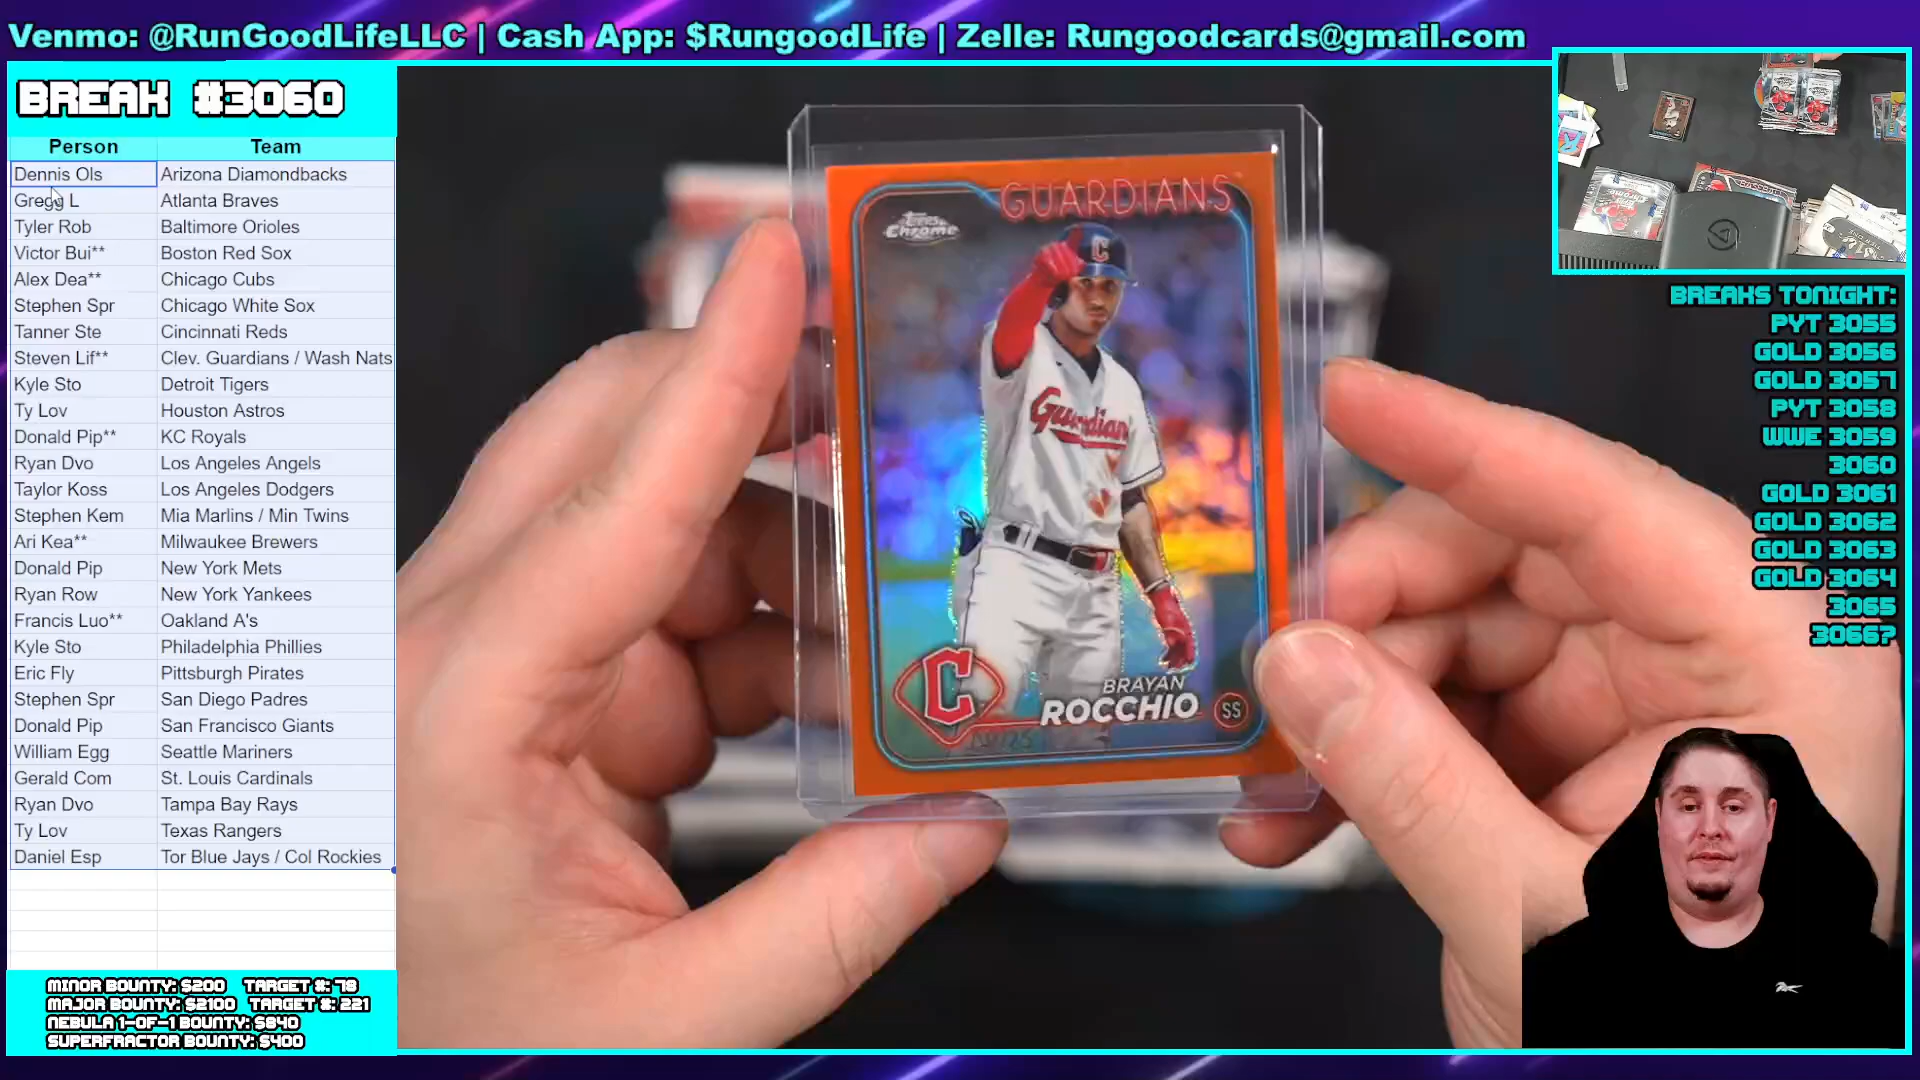 Venmo: @RunGoodLifeLLC | Cash App: $RungoodLife | Zelle: Rungoodcards@gmail.com
BREAK #3060
Person Team
Dennis Ols Arizona Diamondbacks
Gregg L Atlanta Braves
Tyler Rob Baltimore Orioles
Victor Bui** Boston Red Sox
Alex Dea** Chicago Cubs
Stephen Spr Chicago White Sox
Tanner Ste Cincinnati Reds
Steven Lif** Clev. Guardians / Wash Nats
Kyle Sto Detroit Tigers
Ty Lov Houston Astros
Donald Pip** KC Royals
Ryan Dvo Los Angeles Angels
Taylor Koss Los Angeles Dodgers
Stephen Kem Mia Marlins / Min Twins
Ari Kea** Milwaukee Brewers
Donald Pip New York Mets
Ryan Row New York Yankees
Francis Luo** Oakland A's
Kyle Sto Philadelphia Phillies
Eric Fly Pittsburgh Pirates
Stephen Spr San Diego Padres
Donald Pip San Francisco Giants
William Egg Seattle Mariners
Gerald Com St. Louis Cardinals
Ryan Dvo Tampa Bay Rays
Ty Lov Texas Rangers
Daniel Esp Tor Blue Jays / Col Rockies
MINOR BOUNTY: $200 TARGET #: 78
MAJOR BOUNTY: $2100 TARGET #: 221
NEBULA 1-OF-1 BOUNTY: $840
SUPERFRACTOR BOUNTY: $400
GUARDIANS
Topps
Chrome
C
Guardians
C
BRAYAN
ROCCHIO SS
BREAKS TONIGHT:
PYT 3055
GOLD 3056
GOLD 3057
PYT 3058
WWE 3059
3060
GOLD 3061
GOLD 3062
GOLD 3063
GOLD 3064
3065
3066?